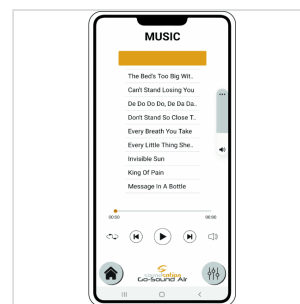 MUSIC
The Bed's Too Big Wit..
Can't Stand Losing You
De Do Do Do, De Da Da..
Don't Stand So Close T..
Every Breath You Take
Every Little Thing She..
Invisible Sun
King Of Pain
Message In A Bottle
00:00 00:00
soundsation
Go-Sound Air